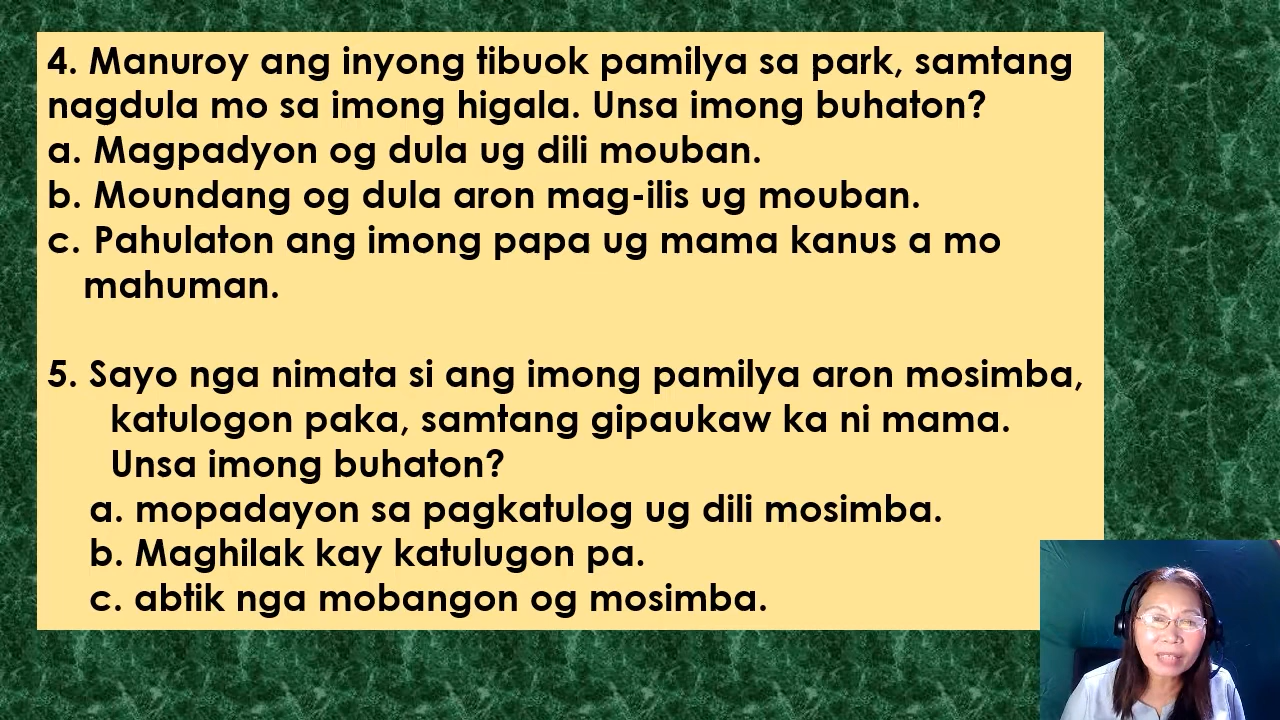 4. Manuroy ang inyong tibuok pamilya sa park, samtang
nagdula mo sa imong higala. Unsa imong buhaton?
a. Magpadyon og dula ug dili mouban.
b. Moundang og dula aron mag-ilis ug mouban.
c. Pahulaton ang imong papa ug mama kanus a mo
mahuman.
5. Sayo nga nimata si ang imong pamilya aron mosimba,
katulogon paka, samtang gipaukaw ka ni mama.
Unsa imong buhaton?
a. mopadayon sa pagkatulog ug dili mosimba.
b. Maghilak kay katulugon pa.
c. abtik nga mobangon og mosimba.